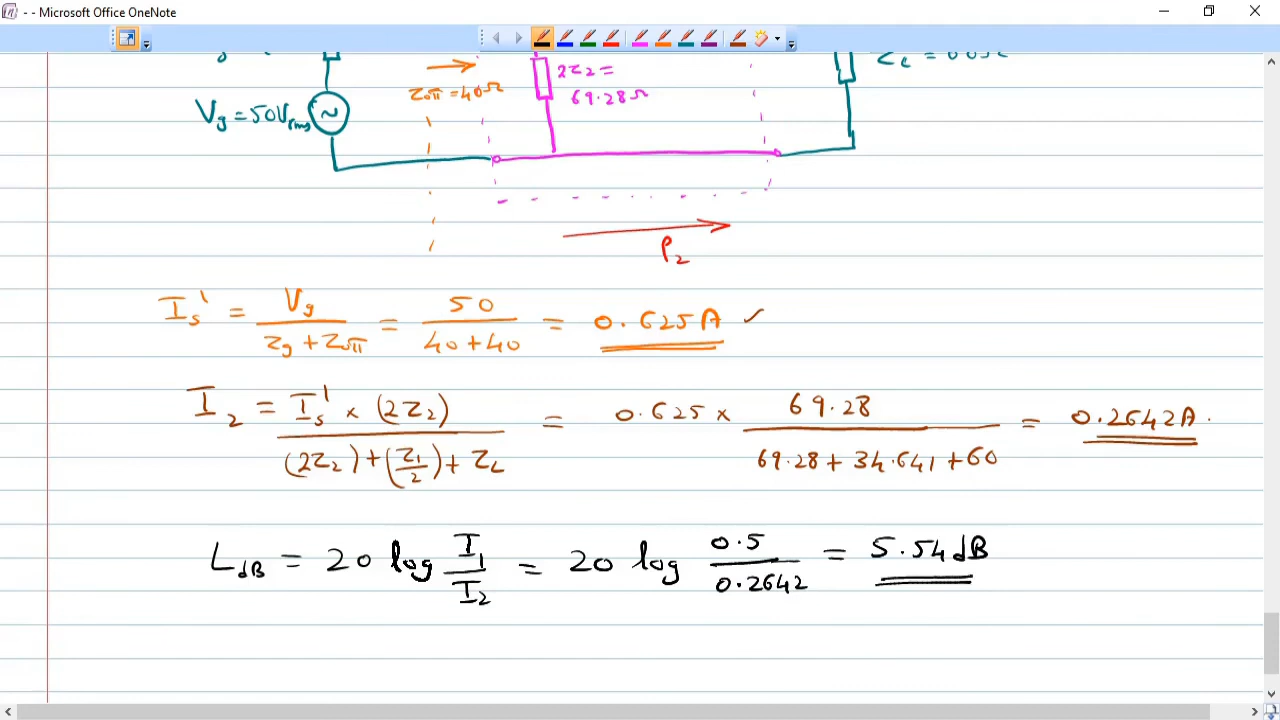 - - Microsoft Office OneNote
2Z2 =
69.28Ω
Z0π=40Ω
Vg = 50Vrms
~
P2
Is' = Vg / (Zg + Z0π) = 50 / (40+40) = 0.625A ✓
I2 = Is' × (2Z2) / ((2Z2) + (Z1/2) + ZL) = 0.625 × 69.28 / (69.28 + 34.641 + 60) = 0.2642A.
LdB = 20 log I1/I2 = 20 log 0.5/0.2642 = 5.54dB